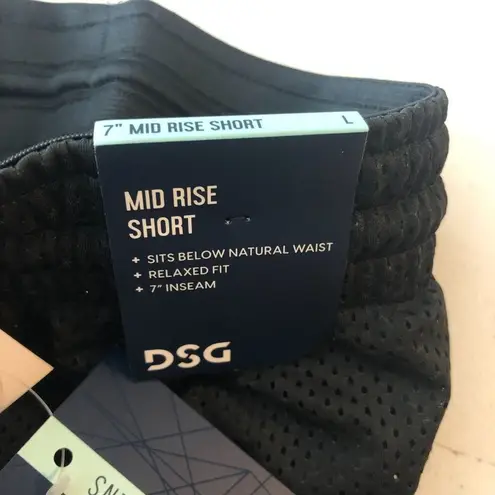 7" MID RISE SHORT L
MID RISE
SHORT
+ SITS BELOW NATURAL WAIST
+ RELAXED FIT
+ 7" INSEAM
DSG